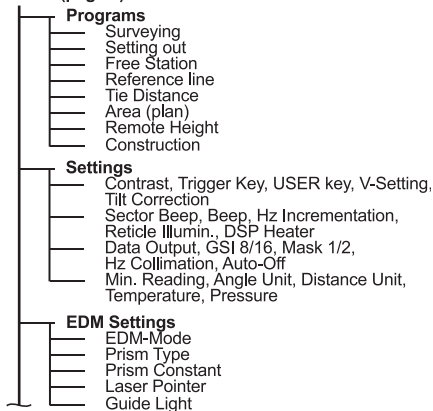 Programs
Surveying
Setting out
Free Station
Reference line
Tie Distance
Area (plan)
Remote Height
Construction
Settings
Contrast, Trigger Key, USER key, V-Setting,
Tilt Correction
Sector Beep, Beep, Hz Incrementation,
Reticle Illumin., DSP Heater
Data Output, GSI 8/16, Mask 1/2,
Hz Collimation, Auto-Off
Min. Reading, Angle Unit, Distance Unit,
Temperature, Pressure
EDM Settings
EDM-Mode
Prism Type
Prism Constant
Laser Pointer
Guide Light